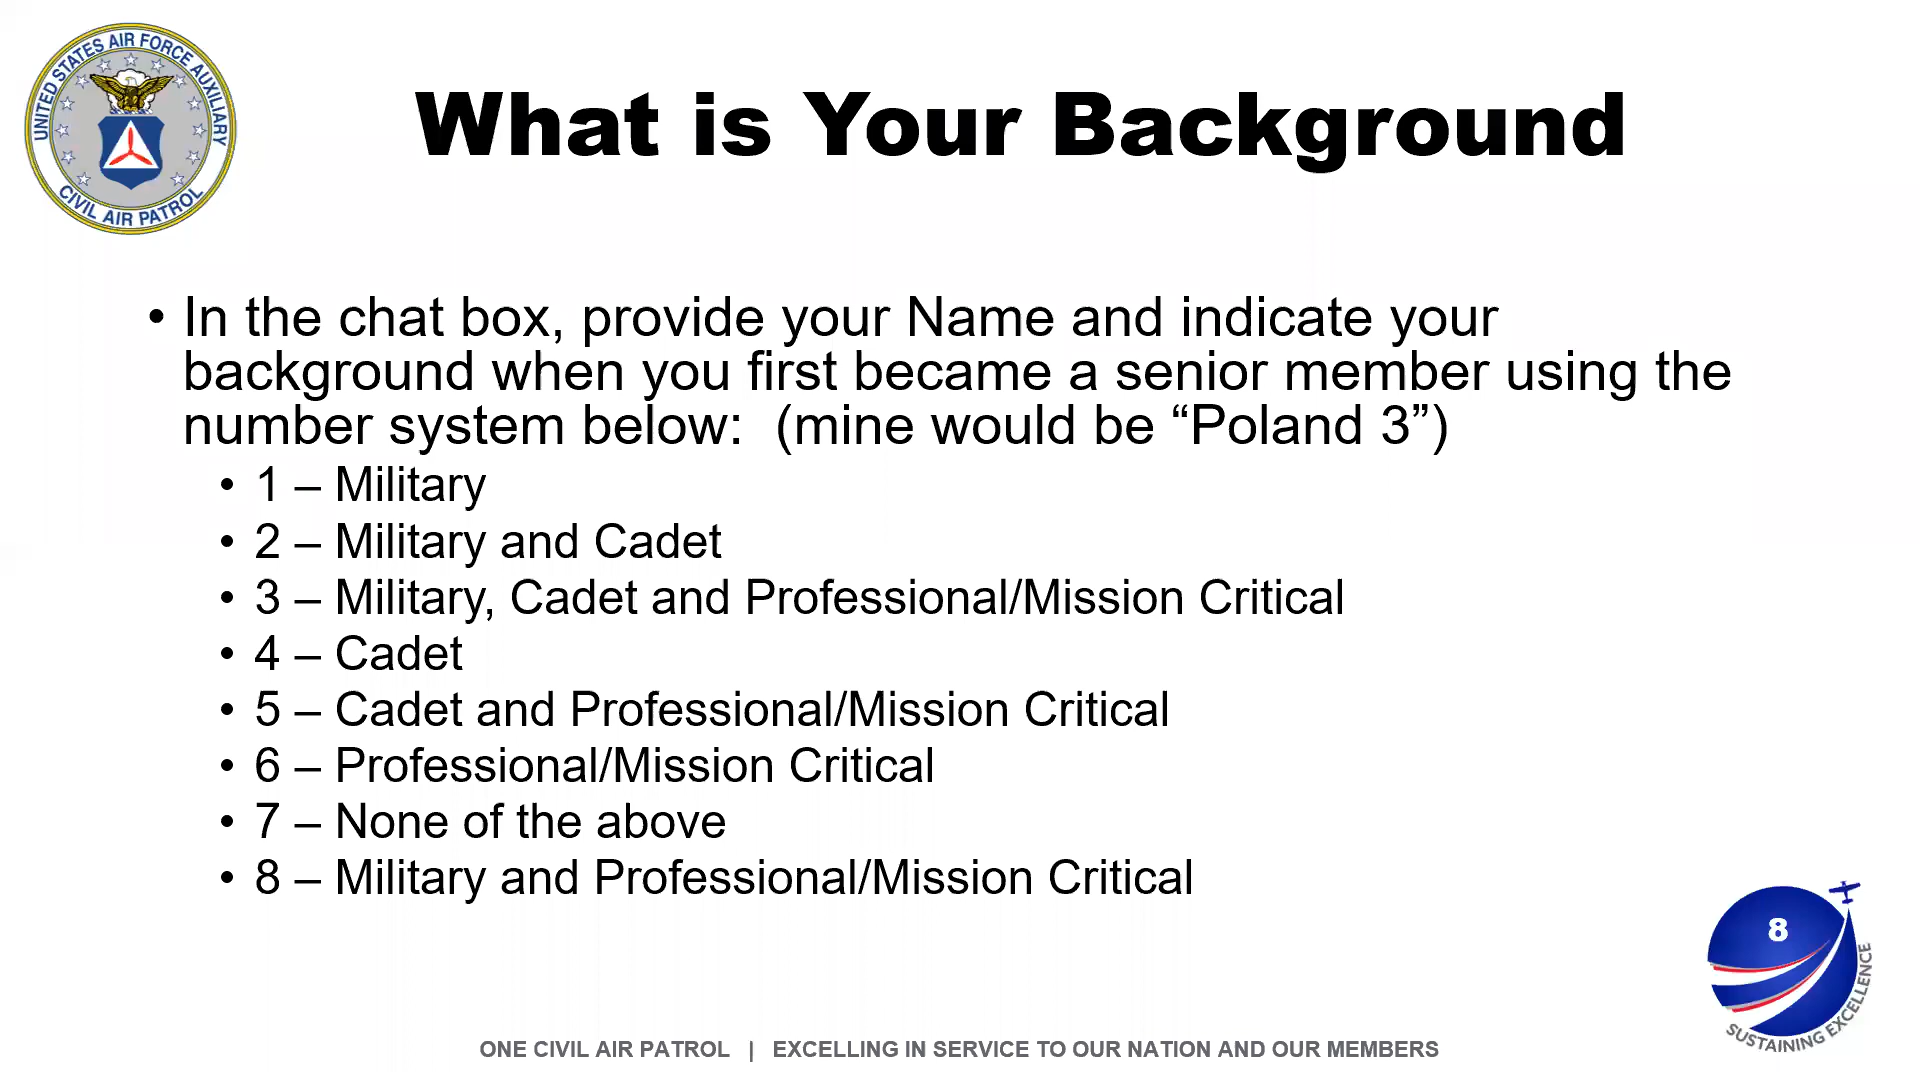 UNITED STATES AIR FORCE AUXILIARY
CIVIL AIR PATROL
What is Your Background
• In the chat box, provide your Name and indicate your
background when you first became a senior member using the
number system below:  (mine would be “Poland 3”)
• 1 – Military
• 2 – Military and Cadet
• 3 – Military, Cadet and Professional/Mission Critical
• 4 – Cadet
• 5 – Cadet and Professional/Mission Critical
• 6 – Professional/Mission Critical
• 7 – None of the above
• 8 – Military and Professional/Mission Critical
8
SUSTAINING EXCELLENCE
ONE CIVIL AIR PATROL | EXCELLING IN SERVICE TO OUR NATION AND OUR MEMBERS